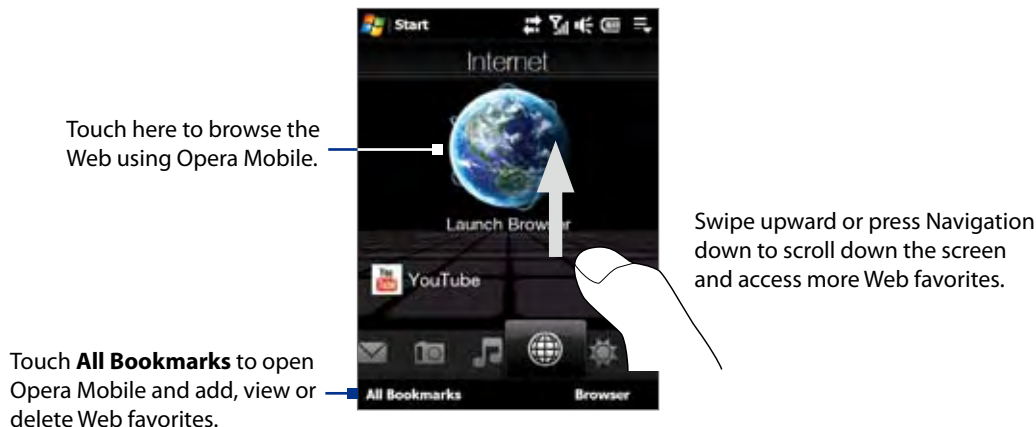 Start
Internet
Touch here to browse the
Web using Opera Mobile.
Launch Browser
Swipe upward or press Navigation
down to scroll down the screen
and access more Web favorites.
You
Tube
YouTube
Touch All Bookmarks to open
Opera Mobile and add, view or
delete Web favorites.
All Bookmarks
Browser